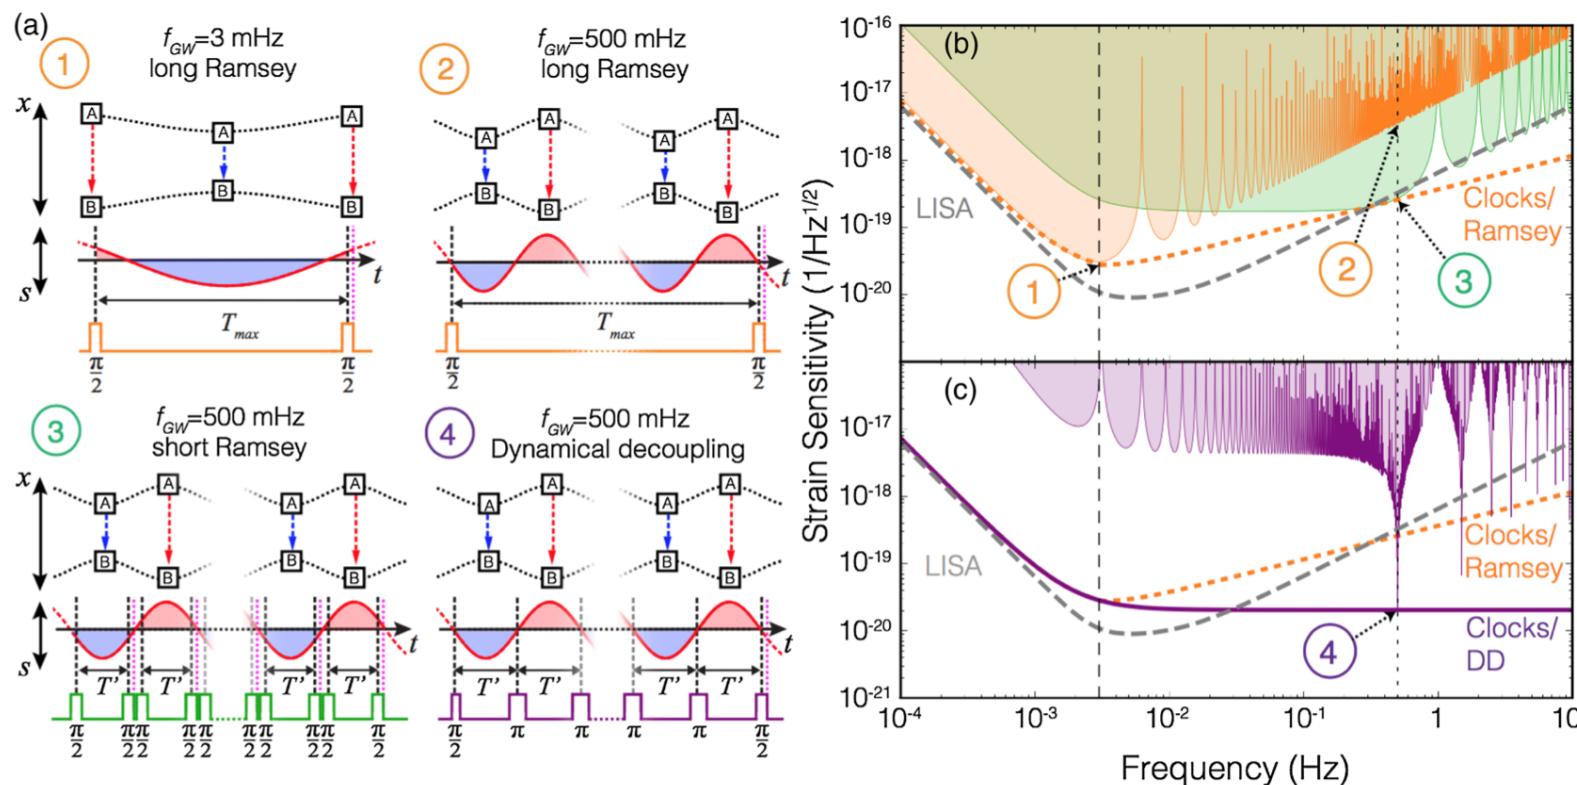 (a)
1
f_GW=3 mHz
long Ramsey
x
A
A
A
B
B
B
s
t
T_max
π/2
π/2
2
f_GW=500 mHz
long Ramsey
A
A
A
A
B
B
B
B
t
T_max
π/2
π/2
3
f_GW=500 mHz
short Ramsey
x
A
A
A
A
B
B
B
B
s
t
T’
T’
T’
T’
π/2
π/2
π/2
π/2
π/2
π/2
π/2
π/2
π/2
π/2
4
f_GW=500 mHz
Dynamical decoupling
A
A
A
A
B
B
B
B
t
T’
T’
T’
T’
π/2
π
π
π
π
π/2
Strain Sensitivity (1/Hz^1/2)
(b)
10^-16
10^-17
10^-18
10^-19
10^-20
LISA
Clocks/
Ramsey
1
2
3
(c)
10^-17
10^-18
10^-19
10^-20
10^-21
LISA
Clocks/
Ramsey
Clocks/
DD
4
10^-4
10^-3
10^-2
10^-1
1
10
Frequency (Hz)